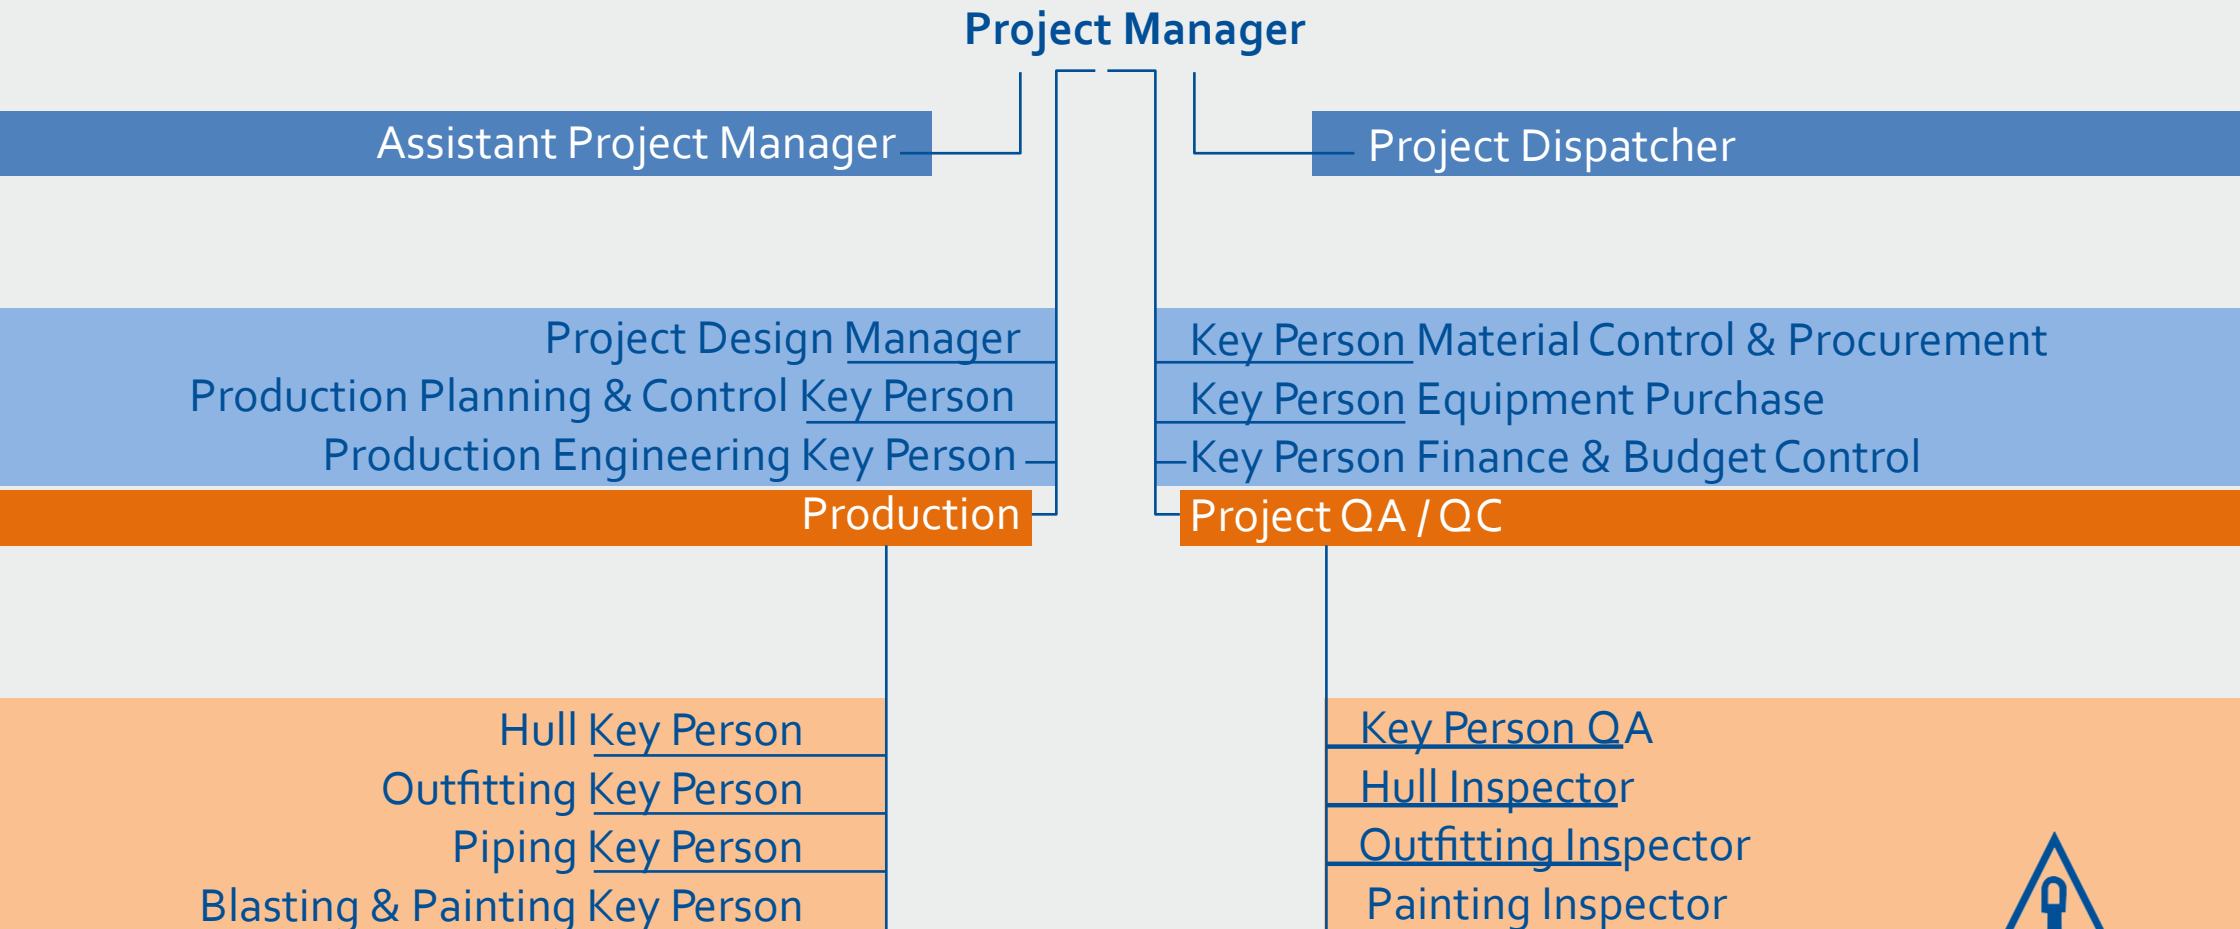 Project Manager
Assistant Project Manager
Project Dispatcher
Project Design Manager
Production Planning & Control Key Person
Production Engineering Key Person
Key Person Material Control & Procurement
Key Person Equipment Purchase
Key Person Finance & Budget Control
Production
Project QA / QC
Hull Key Person
Outfitting Key Person
Piping Key Person
Blasting & Painting Key Person
Key Person QA
Hull Inspector
Outfitting Inspector
Painting Inspector